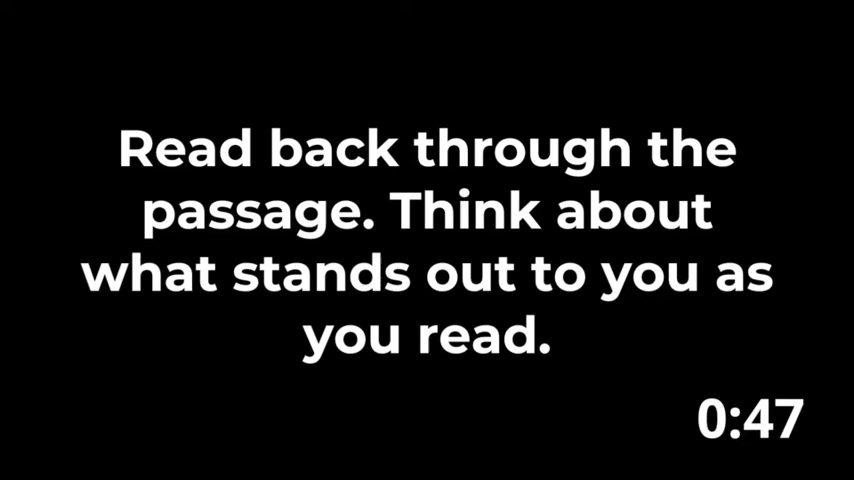 Read back through the
passage. Think about
what stands out to you as
you read.
0:47